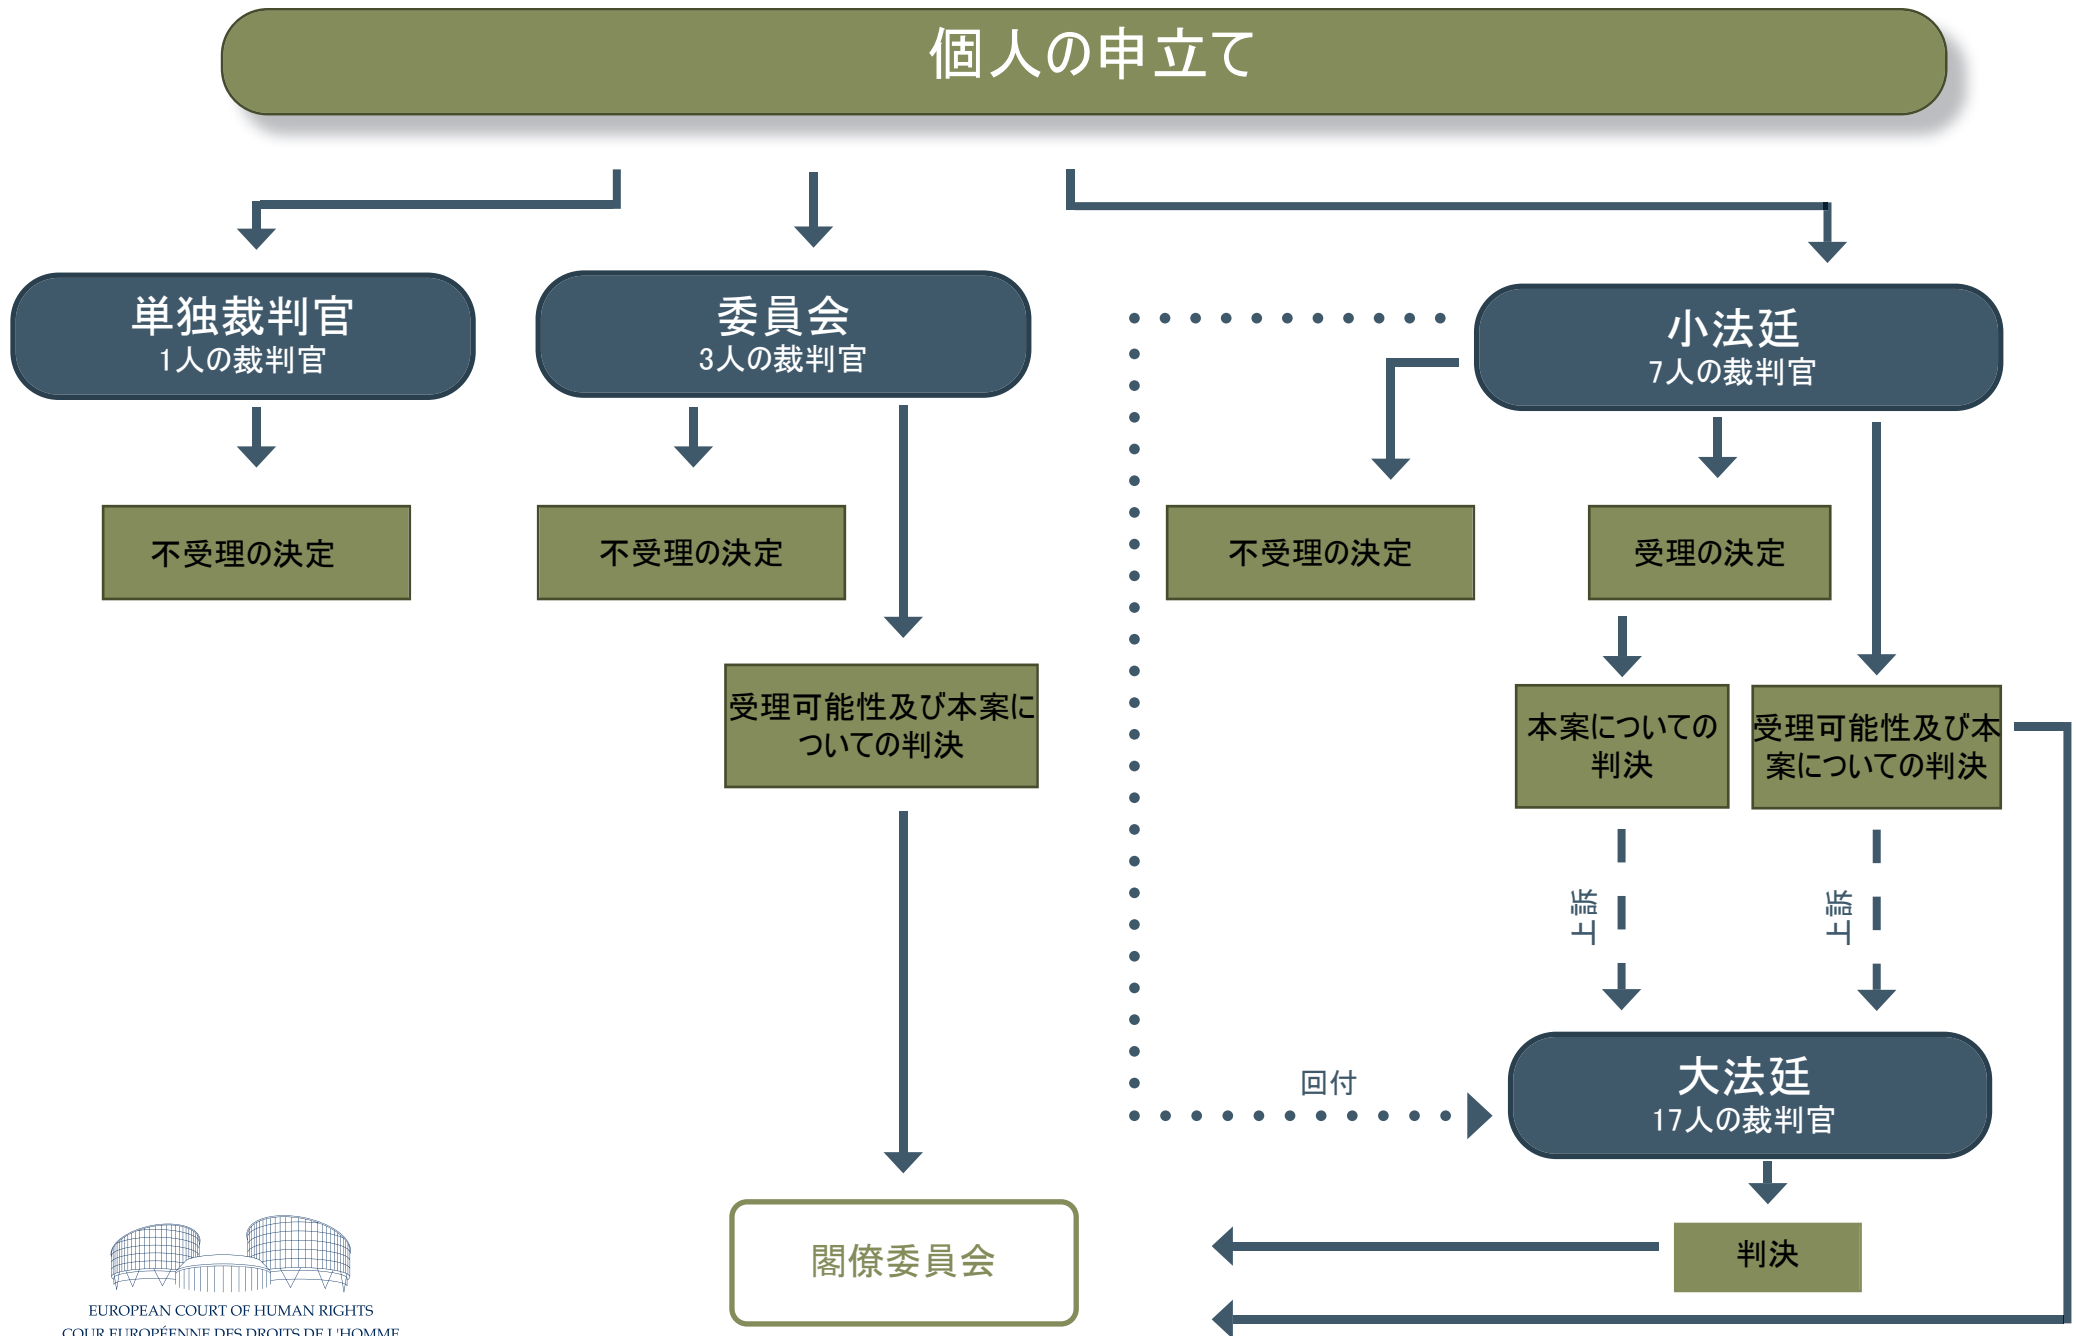 個人の申立て
単独裁判官
1人の裁判官
委員会
3人の裁判官
小法廷
7人の裁判官
不受理の決定
不受理の決定
不受理の決定
受理の決定
受理可能性及び本案に
ついての判決
本案についての
判決
受理可能性及び本
案についての判決
上訴
上訴
回付
大法廷
17人の裁判官
判決
閣僚委員会
EUROPEAN COURT OF HUMAN RIGHTS
COUR EUROPÉENNE DES DROITS DE L'HOMME